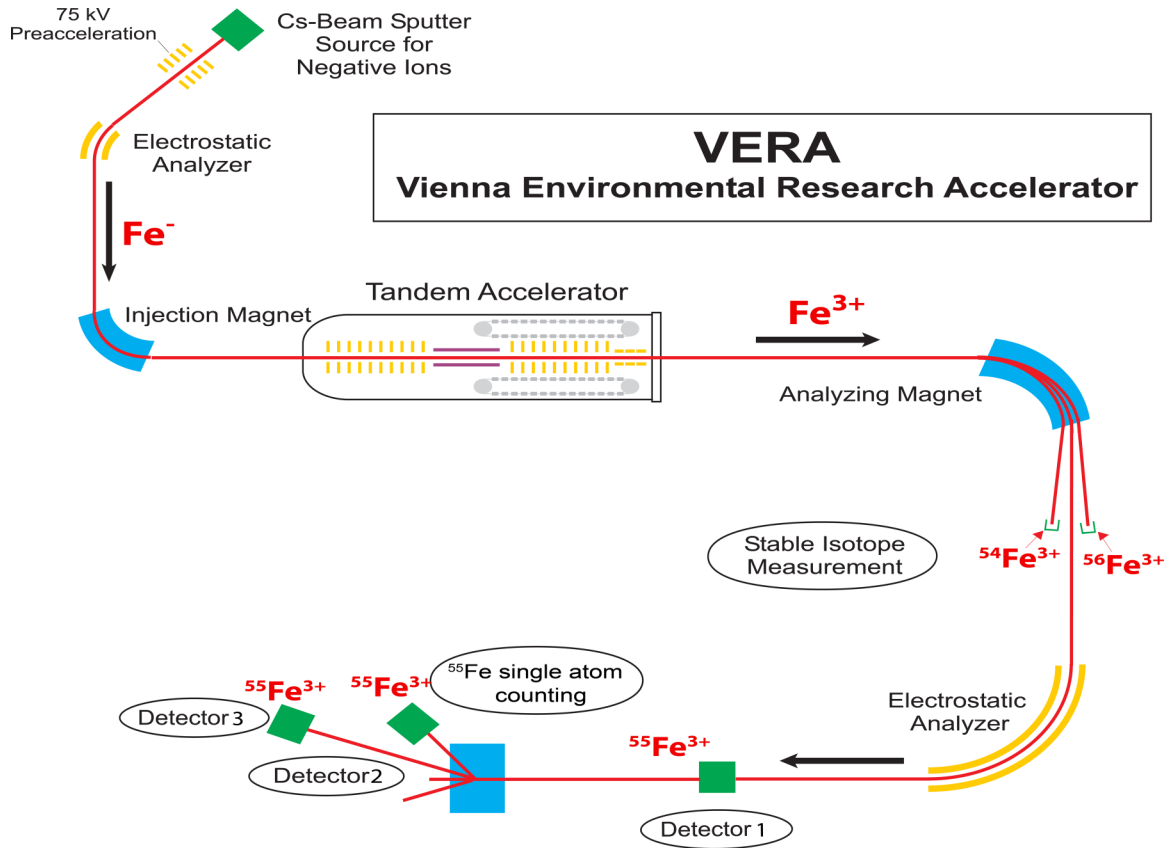 75 kV
Preacceleration
Cs-Beam Sputter
Source for
Negative Ions
Electrostatic
Analyzer
VERA
Vienna Environmental Research Accelerator
Fe⁻
Injection Magnet
Tandem Accelerator
Fe³⁺
Analyzing Magnet
Stable Isotope
Measurement
⁵⁴Fe³⁺
⁵⁶Fe³⁺
⁵⁵Fe single atom
counting
⁵⁵Fe³⁺
⁵⁵Fe³⁺
Detector 3
Detector2
⁵⁵Fe³⁺
Electrostatic
Analyzer
Detector 1